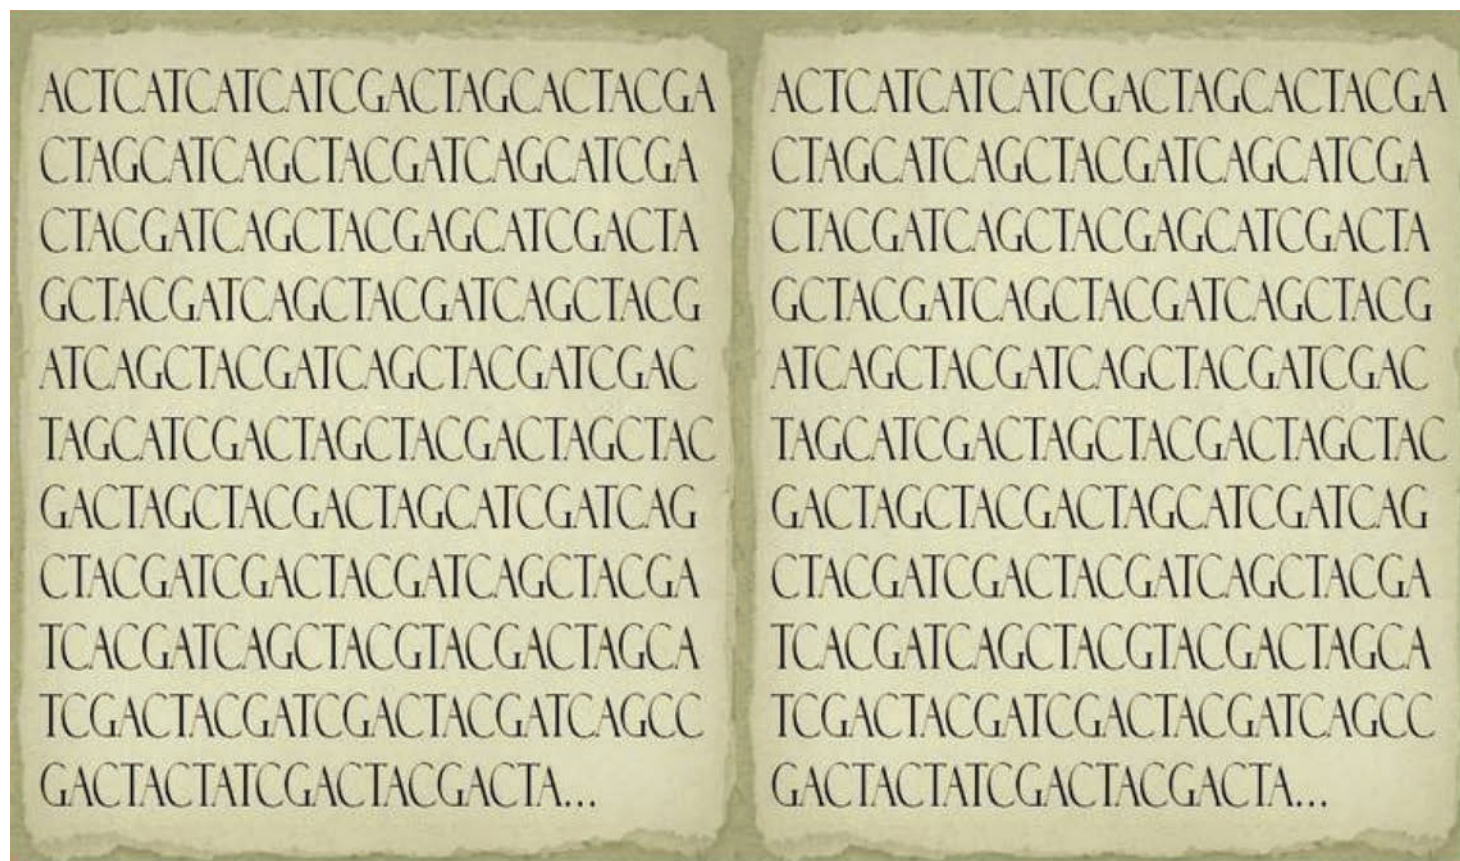 ACTCATCATCATCGACTAGCACTACGA
CTAGCATCAGCTACGATCAGCATCGA
CTACGATCAGCTACGAGCATCGACTA
GCTACGATCAGCTACGATCAGCTACG
ATCAGCTACGATCAGCTACGATCGAC
TAGCATCGACTAGCTACGACTAGCTAC
GACTAGCTACGACTAGCATCGATCAG
CTACGATCGACTACGATCAGCTACGA
TCACGATCAGCTACGTACGACTAGCA
TCGACTACGATCGACTACGATCAGCC
GACTACTATCGACTACGACTA...
ACTCATCATCATCGACTAGCACTACGA
CTAGCATCAGCTACGATCAGCATCGA
CTACGATCAGCTACGAGCATCGACTA
GCTACGATCAGCTACGATCAGCTACG
ATCAGCTACGATCAGCTACGATCGAC
TAGCATCGACTAGCTACGACTAGCTAC
GACTAGCTACGACTAGCATCGATCAG
CTACGATCGACTACGATCAGCTACGA
TCACGATCAGCTACGTACGACTAGCA
TCGACTACGATCGACTACGATCAGCC
GACTACTATCGACTACGACTA...